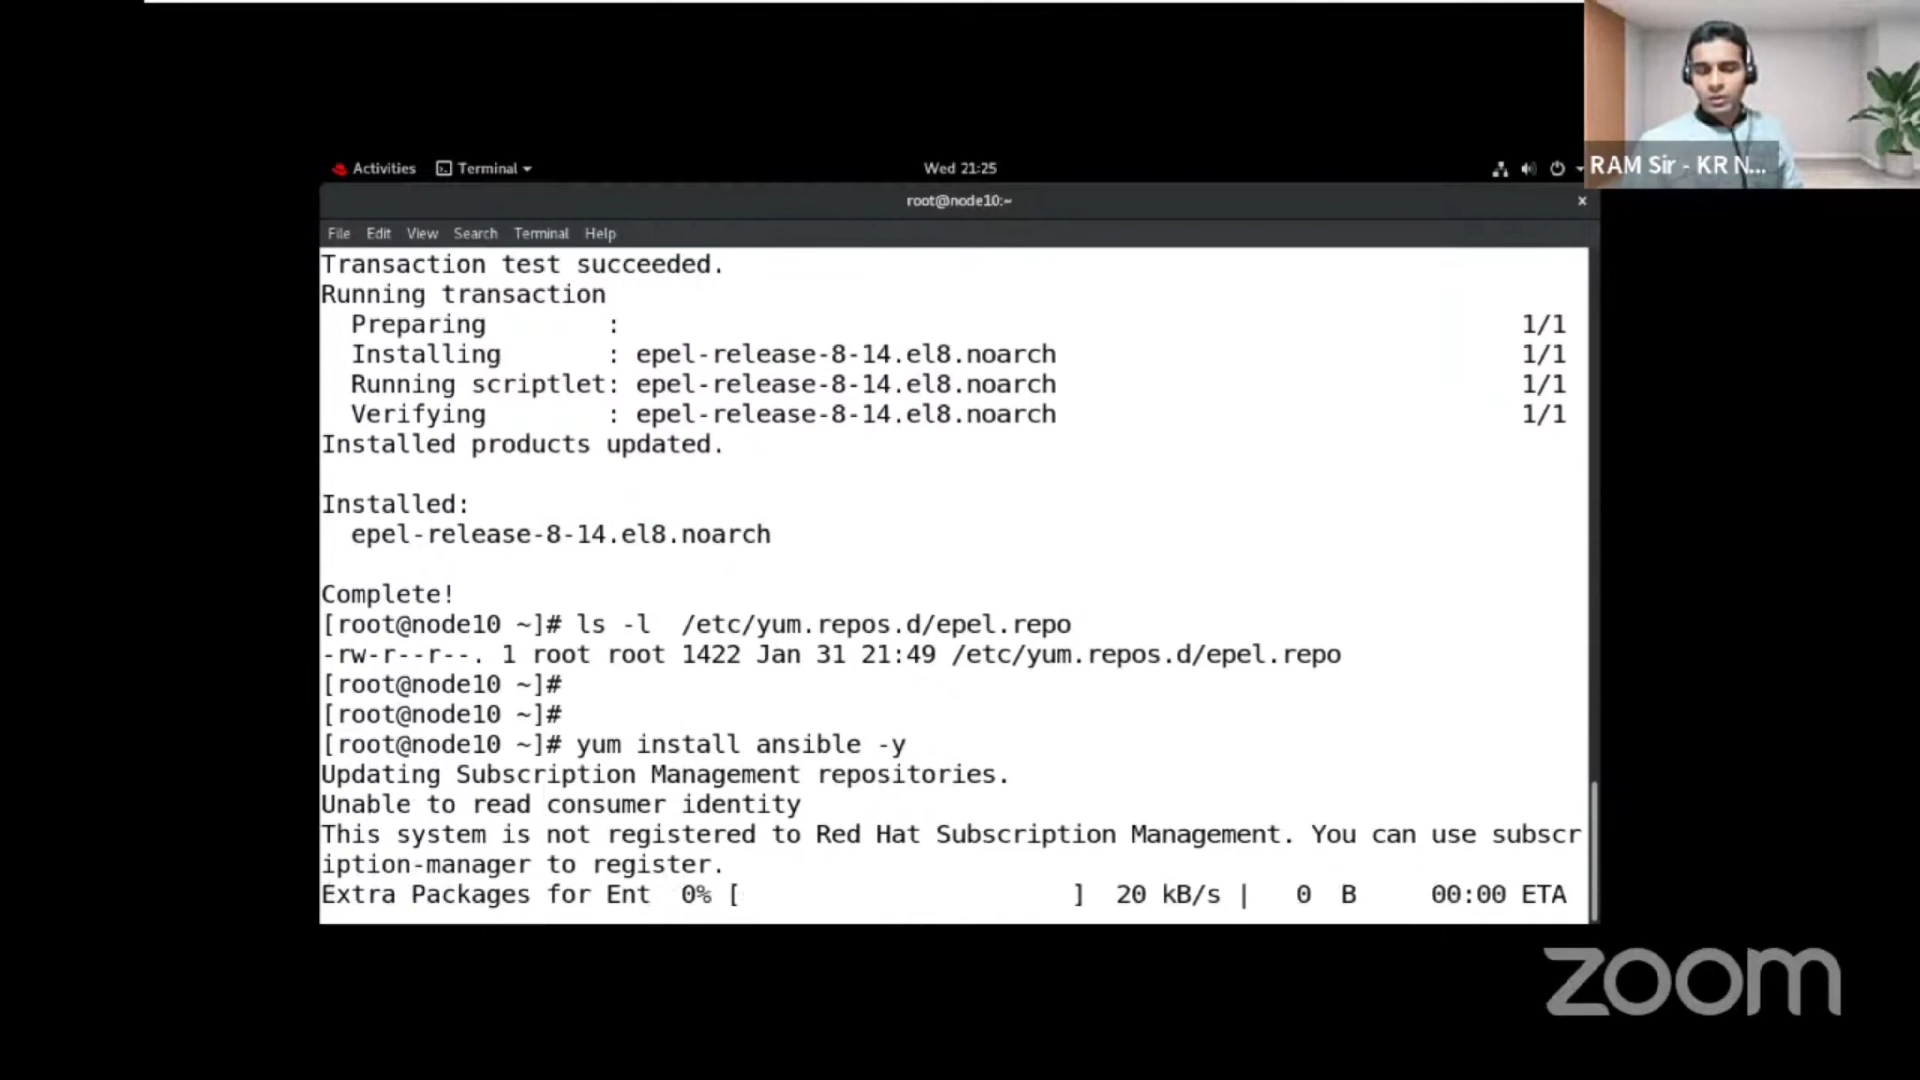 RAM Sir - KR N...
Activities Terminal Wed 21:25
root@node10:~ ×
File Edit View Search Terminal Help
Transaction test succeeded.
Running transaction
Preparing : 1/1
Installing : epel-release-8-14.el8.noarch 1/1
Running scriptlet: epel-release-8-14.el8.noarch 1/1
Verifying : epel-release-8-14.el8.noarch 1/1
Installed products updated.
Installed:
epel-release-8-14.el8.noarch
Complete!
[root@node10 ~]# ls -l /etc/yum.repos.d/epel.repo
-rw-r--r--. 1 root root 1422 Jan 31 21:49 /etc/yum.repos.d/epel.repo
[root@node10 ~]#
[root@node10 ~]#
[root@node10 ~]# yum install ansible -y
Updating Subscription Management repositories.
Unable to read consumer identity
This system is not registered to Red Hat Subscription Management. You can use subscr
iption-manager to register.
Extra Packages for Ent 0% [ ] 20 kB/s | 0 B 00:00 ETA
zoom